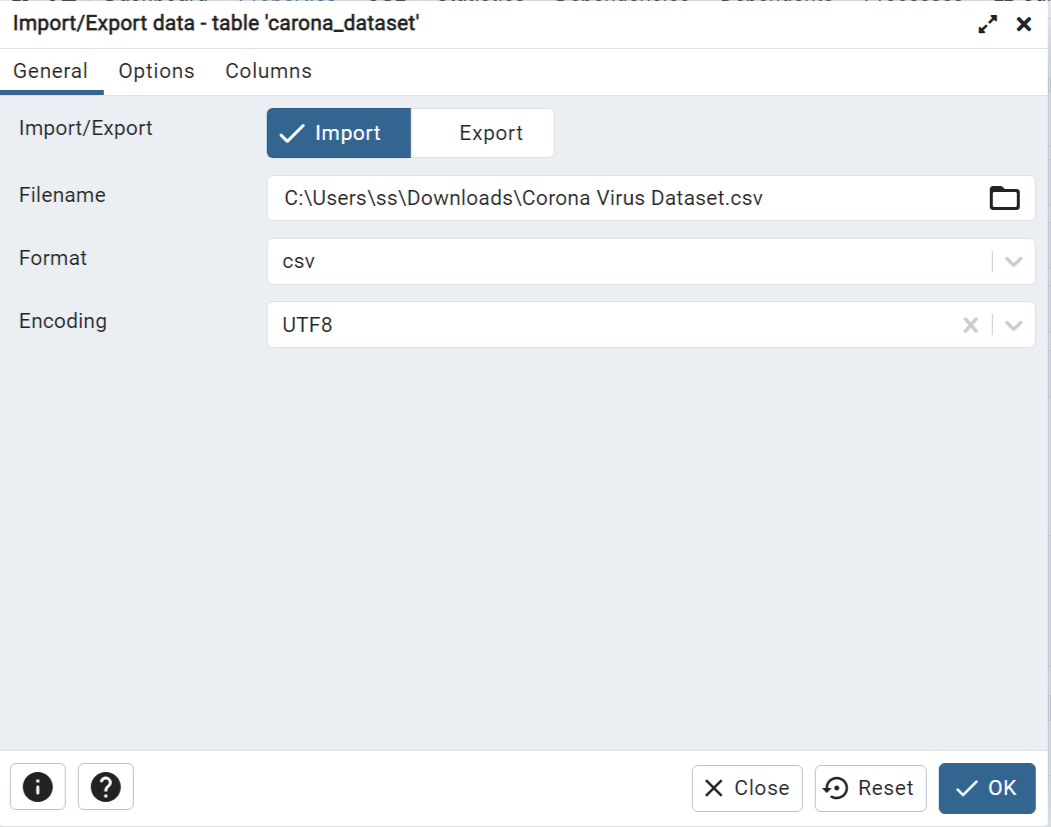 Import/Export data - table 'carona_dataset'
General Options Columns
Import/Export Import Export
Filename C:\Users\ss\Downloads\Corona Virus Dataset.csv
Format csv
Encoding UTF8
Close Reset OK